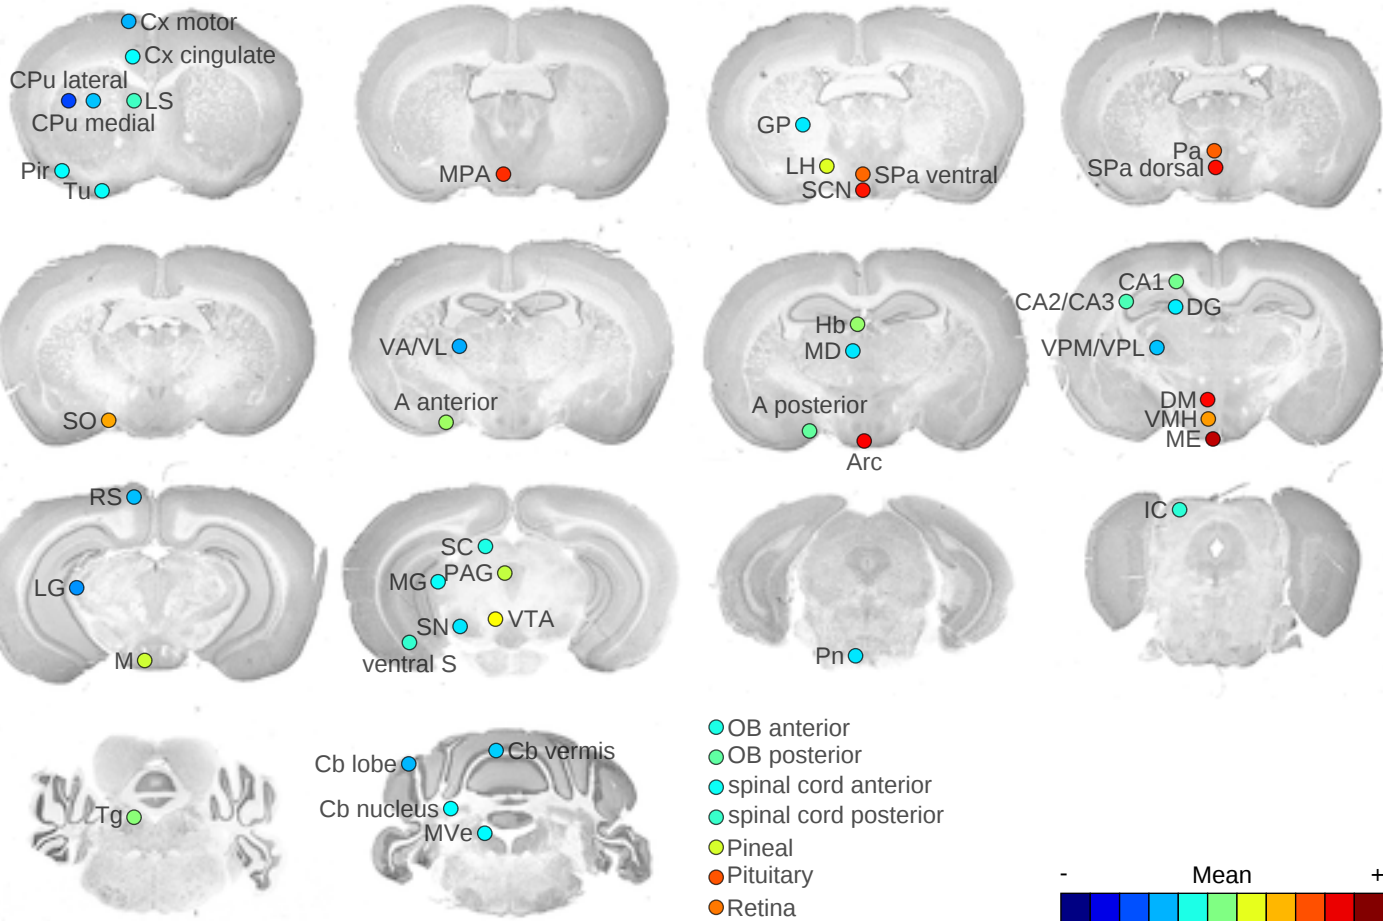 Cx motor
Cx cingulate
CPu lateral
LS
CPu medial
Pir
Tu
MPA
GP
LH
SPa ventral
SCN
Pa
SPa dorsal
SO
VA/VL
A anterior
Hb
MD
A posterior
Arc
CA1
CA2/CA3
DG
VPM/VPL
DM
VMH
ME
RS
LG
M
SC
PAG
MG
VTA
SN
ventral S
Pn
IC
Tg
Cb vermis
Cb lobe
Cb nucleus
MVe
OB anterior
OB posterior
spinal cord anterior
spinal cord posterior
Pineal
Pituitary
Retina
- Mean +